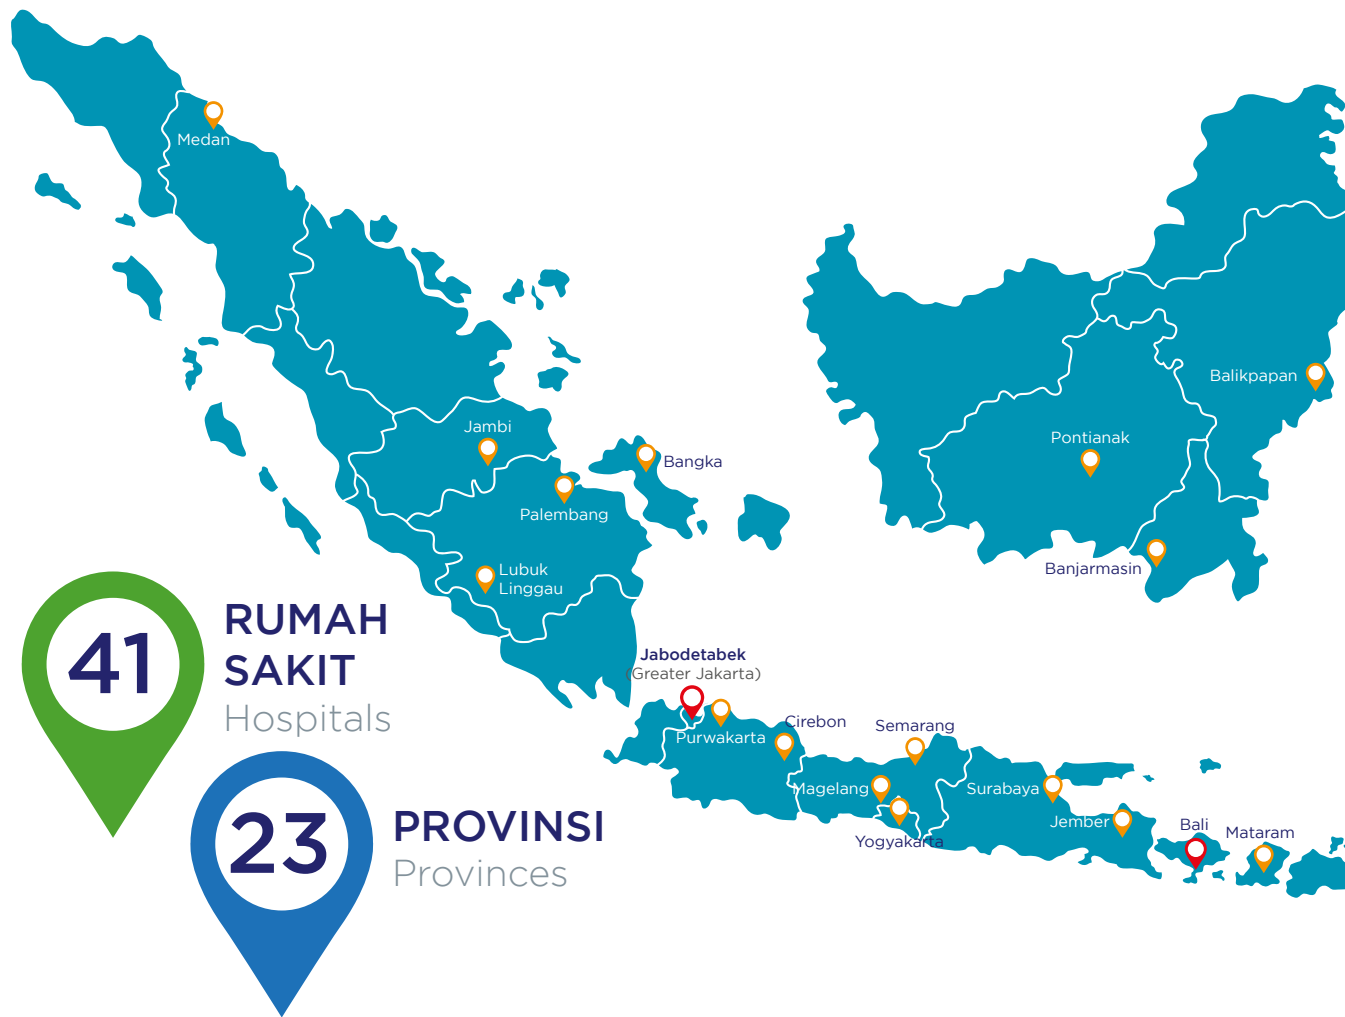 Medan
Balikpapan
Jambi
Pontianak
Bangka
Palembang
Banjarmasin
Lubuk
Linggau
41
RUMAH
SAKIT
Hospitals
Jabodetabek
(Greater Jakarta)
Cirebon
Semarang
Purwakarta
Magelang
Surabaya
Jember
Bali
Mataram
Yogyakarta
23
PROVINSI
Provinces